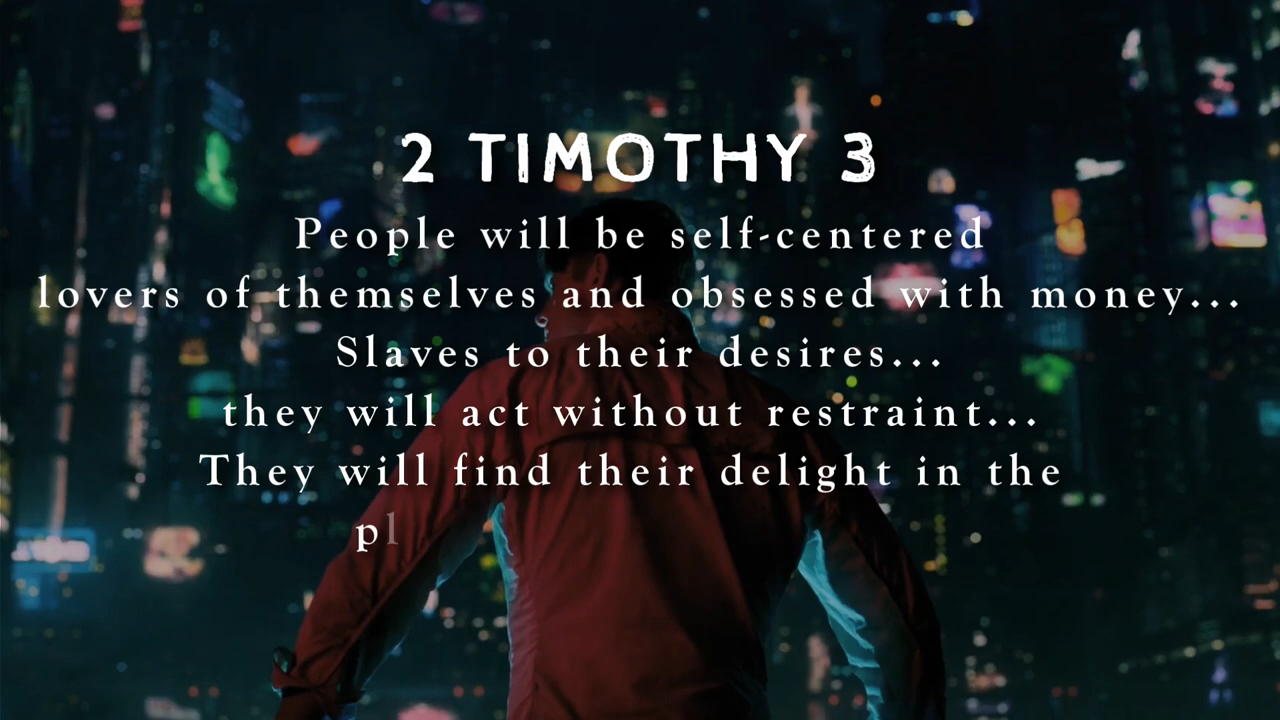 2 TIMOTHY 3
People will be self-centered
lovers of themselves and obsessed with money...
Slaves to their desires...
they will act without restraint...
They will find their delight in the
pl